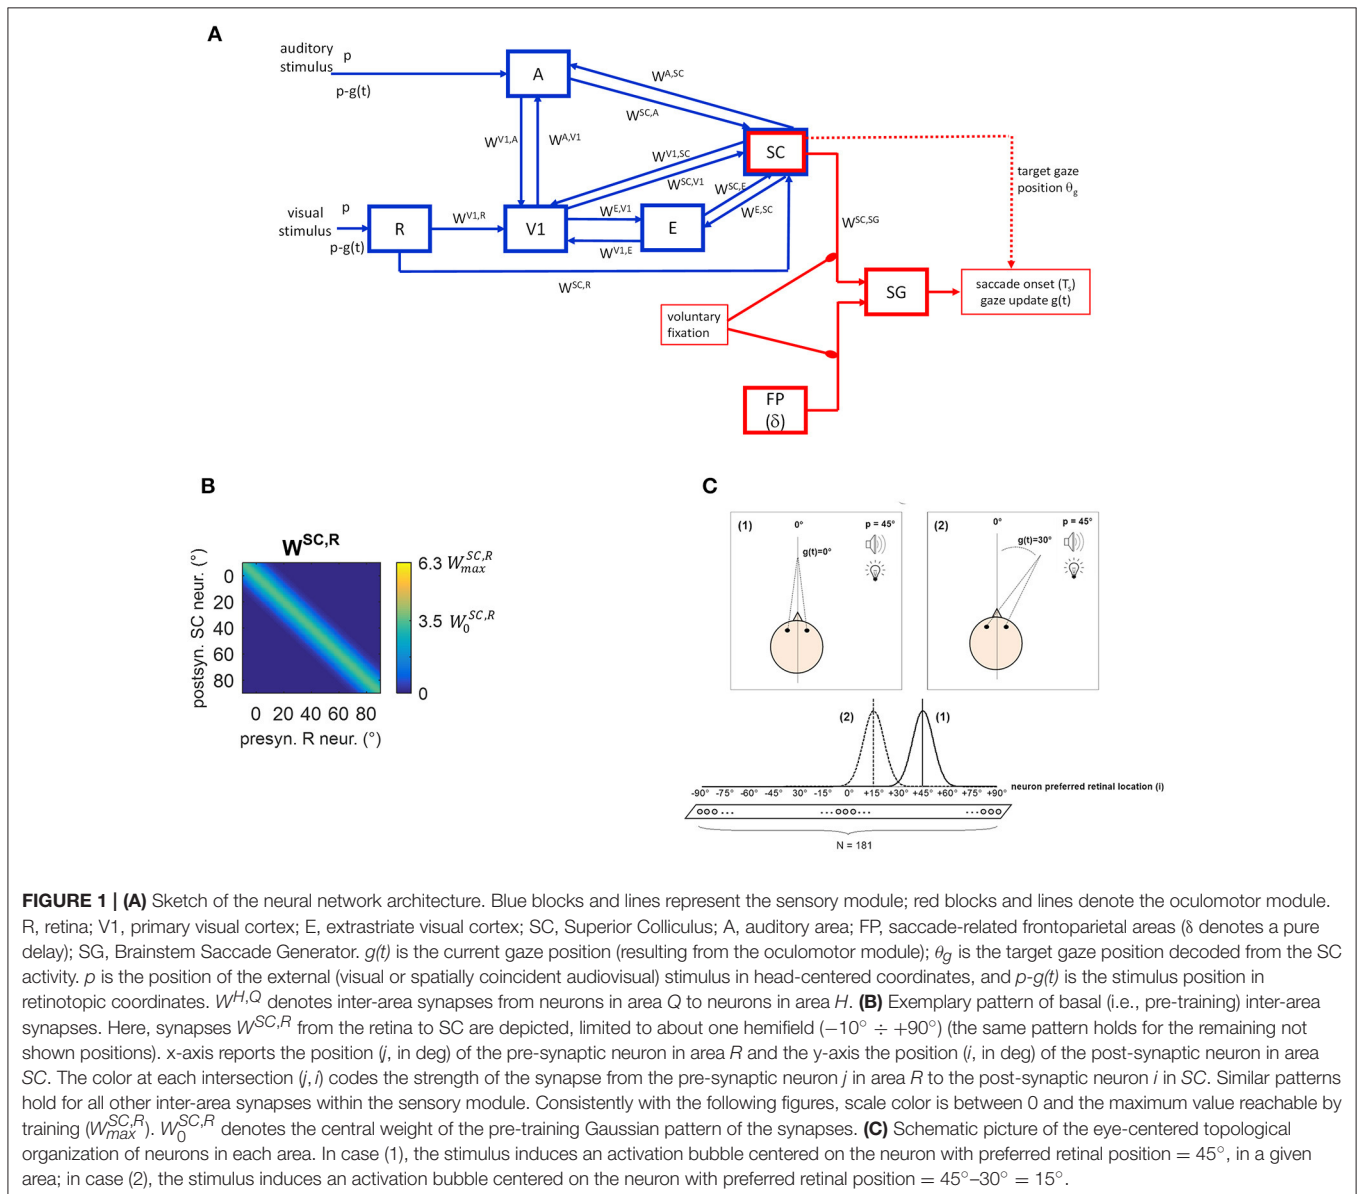 A
auditory
stimulus
p
p-g(t)
A
W^A,SC
W^SC,A
W^V1,A
W^A,V1
SC
W^V1,SC
W^SC,V1
W^SC,E
W^E,SC
target gaze
position θg
visual
stimulus
p
p-g(t)
R
W^V1,R
V1
W^E,V1
E
W^V1,E
W^SC,R
W^SC,SG
SG
saccade onset (Ts)
gaze update g(t)
voluntary
fixation
FP
(δ)
B
W^SC,R
postsyn. SC neur. (°)
0
20
40
60
80
0 20 40 60 80
presyn. R neur. (°)
6.3 W_max^SC,R
3.5 W_0^SC,R
0
C
(1)
0°
p = 45°
g(t)=0°
(2)
0°
p = 45°
g(t)=30°
(2)
(1)
-90° -75° -60° -45° 30° -15° 0° +15° +30° +45° +60° +75° +90°
neuron preferred retinal location (i)
N = 181
FIGURE 1 | (A) Sketch of the neural network architecture. Blue blocks and lines represent the sensory module; red blocks and lines denote the oculomotor module.
R, retina; V1, primary visual cortex; E, extrastriate visual cortex; SC, Superior Colliculus; A, auditory area; FP, saccade-related frontoparietal areas (δ denotes a pure
delay); SG, Brainstem Saccade Generator. g(t) is the current gaze position (resulting from the oculomotor module); θg is the target gaze position decoded from the SC
activity. p is the position of the external (visual or spatially coincident audiovisual) stimulus in head-centered coordinates, and p-g(t) is the stimulus position in
retinotopic coordinates. W^H,Q denotes inter-area synapses from neurons in area Q to neurons in area H. (B) Exemplary pattern of basal (i.e., pre-training) inter-area
synapses. Here, synapses W^SC,R from the retina to SC are depicted, limited to about one hemifield (−10° ÷ +90°) (the same pattern holds for the remaining not
shown positions). x-axis reports the position (j, in deg) of the pre-synaptic neuron in area R and the y-axis the position (i, in deg) of the post-synaptic neuron in area
SC. The color at each intersection (j, i) codes the strength of the synapse from the pre-synaptic neuron j in area R to the post-synaptic neuron i in SC. Similar patterns
hold for all other inter-area synapses within the sensory module. Consistently with the following figures, scale color is between 0 and the maximum value reachable by
training (W_max^SC,R). W_0^SC,R denotes the central weight of the pre-training Gaussian pattern of the synapses. (C) Schematic picture of the eye-centered topological
organization of neurons in each area. In case (1), the stimulus induces an activation bubble centered on the neuron with preferred retinal position = 45°, in a given
area; in case (2), the stimulus induces an activation bubble centered on the neuron with preferred retinal position = 45°–30° = 15°.